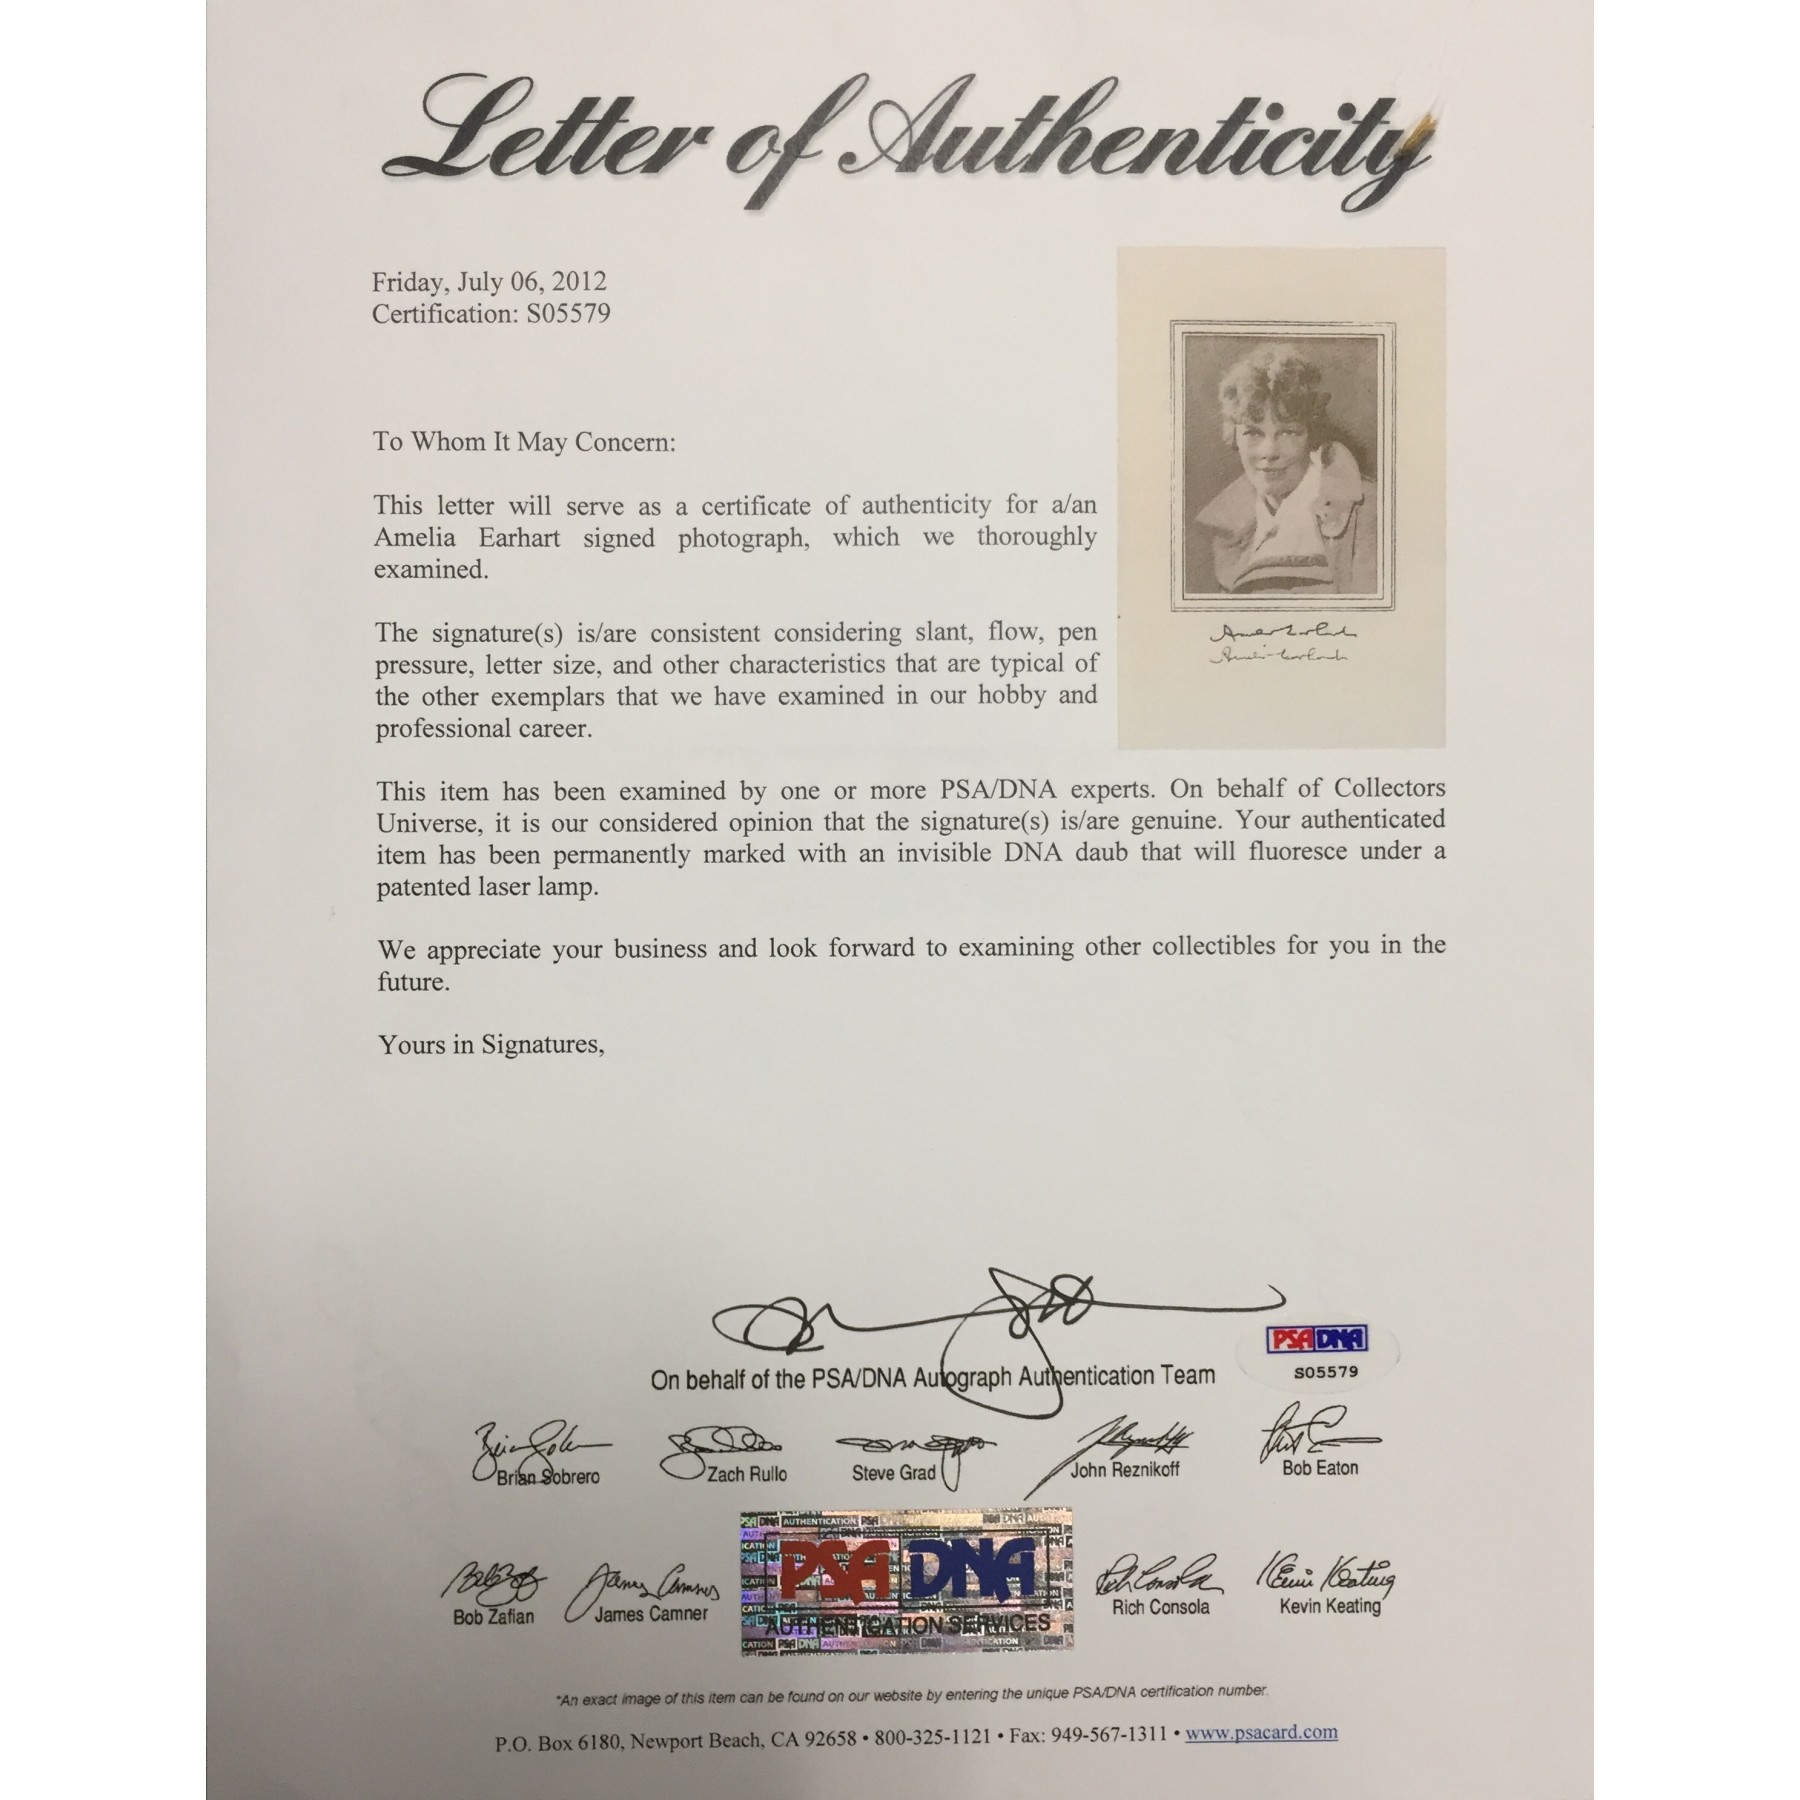 Letter of Authenticity
Friday, July 06, 2012
Certification: S05579
To Whom It May Concern:
This letter will serve as a certificate of authenticity for a/an
Amelia Earhart signed photograph, which we thoroughly
examined.
The signature(s) is/are consistent considering slant, flow, pen
pressure, letter size, and other characteristics that are typical of
the other exemplars that we have examined in our hobby and
professional career.
This item has been examined by one or more PSA/DNA experts. On behalf of Collectors
Universe, it is our considered opinion that the signature(s) is/are genuine. Your authenticated
item has been permanently marked with an invisible DNA daub that will fluoresce under a
patented laser lamp.
We appreciate your business and look forward to examining other collectibles for you in the
future.
Yours in Signatures,
On behalf of the PSA/DNA Autograph Authentication Team
PSA DNA
S05579
Brian Sobrero Zach Rullo Steve Grad John Reznikoff Bob Eaton
PSA DNA
AUTHENTICATION SERVICES
Bob Zafian James Camner Rich Consola Kevin Keating
*An exact image of this item can be found on our website by entering the unique PSA/DNA certification number.
P.O. Box 6180, Newport Beach, CA 92658 • 800-325-1121 • Fax: 949-567-1311 • www.psacard.com